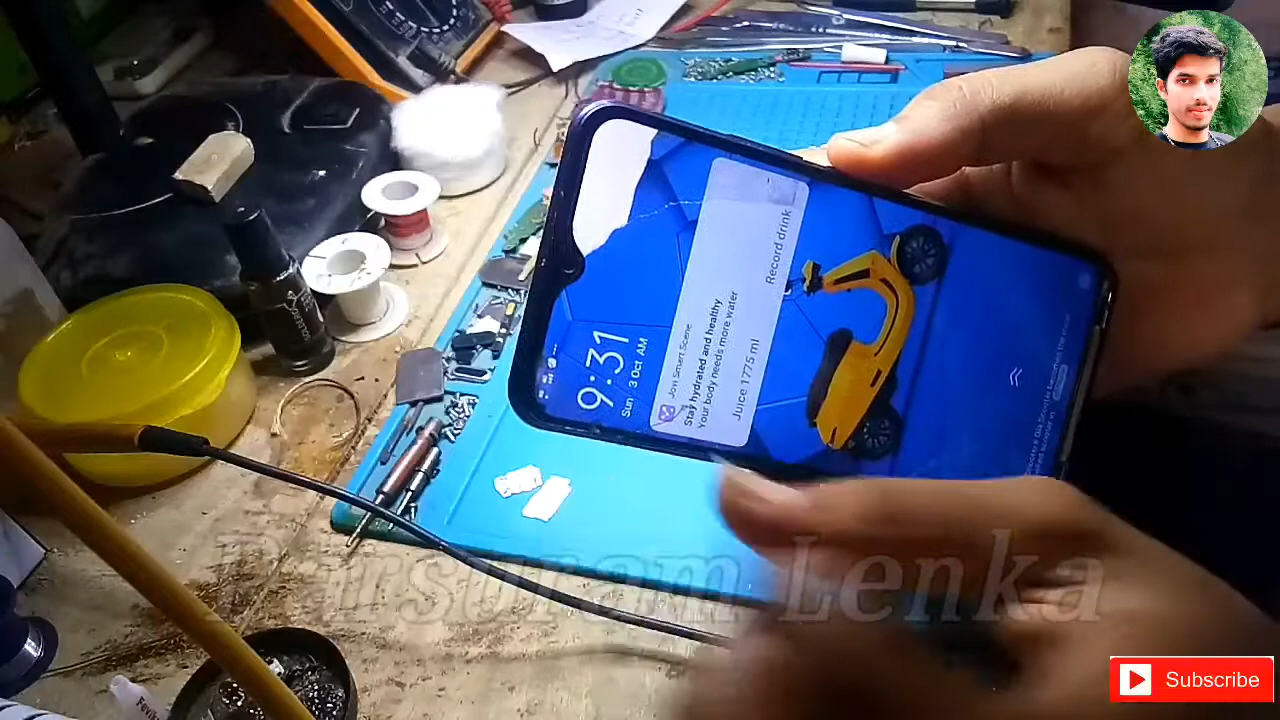 9:31
Sun, 3 Oct AM
Jovi Smart Scene
Stay hydrated and healthy
Your body needs more water
Juice 1775 ml
Record drink
Parsuram Lenka
Subscribe